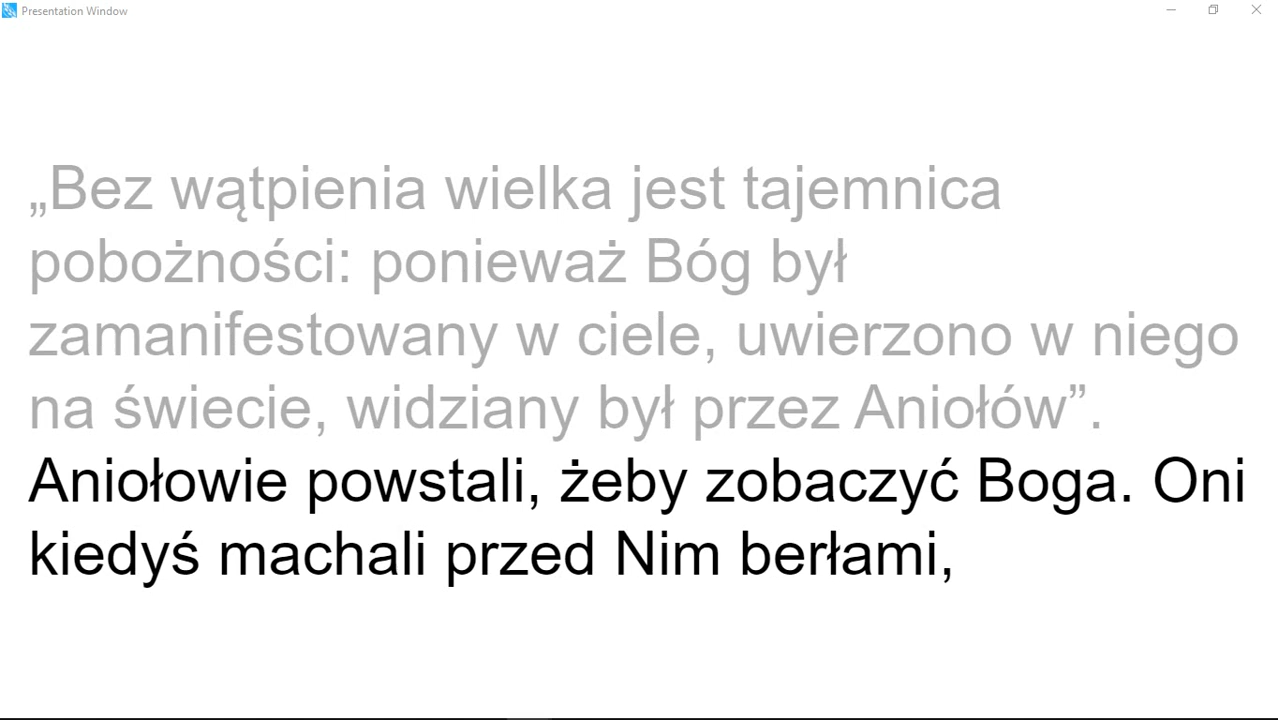 Presentation Window
„Bez wątpienia wielka jest tajemnica
pobożności: ponieważ Bóg był
zamanifestowany w ciele, uwierzono w niego
na świecie, widziany był przez Aniołów”.
Aniołowie powstali, żeby zobaczyć Boga. Oni
kiedyś machali przed Nim berłami,